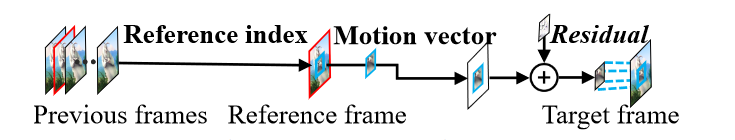 Reference index Motion vector Residual
Previous frames Reference frame Target frame